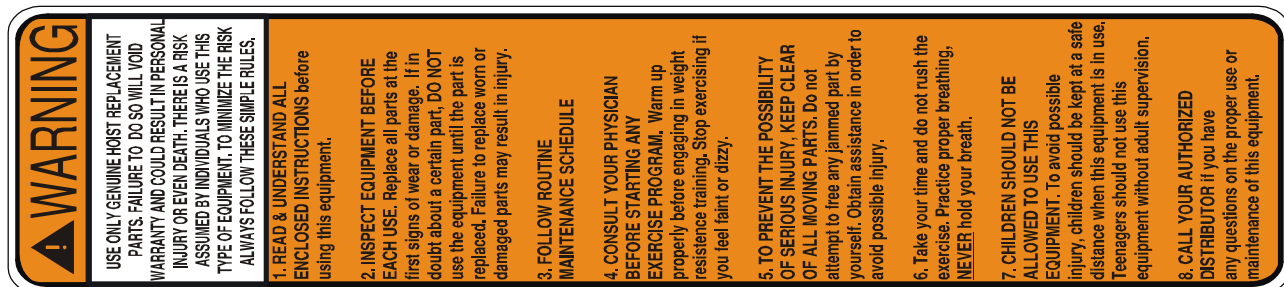 WARNING
USE ONLY GENUINE HOIST REPLACEMENT
PARTS. FAILURE TO DO SO WILL VOID
WARRANTY AND COULD RESULT IN PERSONAL
INJURY OR EVEN DEATH. THERE IS A RISK
ASSUMED BY INDIVIDUALS WHO USE THIS
TYPE OF EQUIPMENT. TO MINIMIZE THE RISK
ALWAYS FOLLOW THESE SIMPLE RULES.
1. READ & UNDERSTAND ALL
ENCLOSED INSTRUCTIONS before
using this equipment.
2. INSPECT EQUIPMENT BEFORE
EACH USE. Replace all parts at the
first signs of wear or damage. If in
doubt about a certain part, DO NOT
use the equipment until the part is
replaced. Failure to replace worn or
damaged parts may result in injury.
3. FOLLOW ROUTINE
MAINTENANCE SCHEDULE
4. CONSULT YOUR PHYSICIAN
BEFORE STARTING ANY
EXERCISE PROGRAM. Warm up
properly before engaging in weight
resistence training. Stop exercising if
you feel faint or dizzy.
5. TO PREVENT THE POSSIBILITY
OF SERIOUS INJURY, KEEP CLEAR
OF ALL MOVING PARTS. Do not
attempt to free any jammed part by
yourself. Obtain assistance in order to
avoid possible injury.
6. Take your time and do not rush the
exercise. Practice proper breathing,
NEVER hold your breath.
7. CHILDREN SHOULD NOT BE
ALLOWED TO USE THIS
EQUIPMENT. To avoid possible
injury, children should be kept at a safe
distance when this equipment is in use.
Teenagers should not use this
equipment without adult supervision.
8. CALL YOUR AUTHORIZED
DISTRIBUTOR if you have
any questions on the proper use or
maintenance of this equipment.